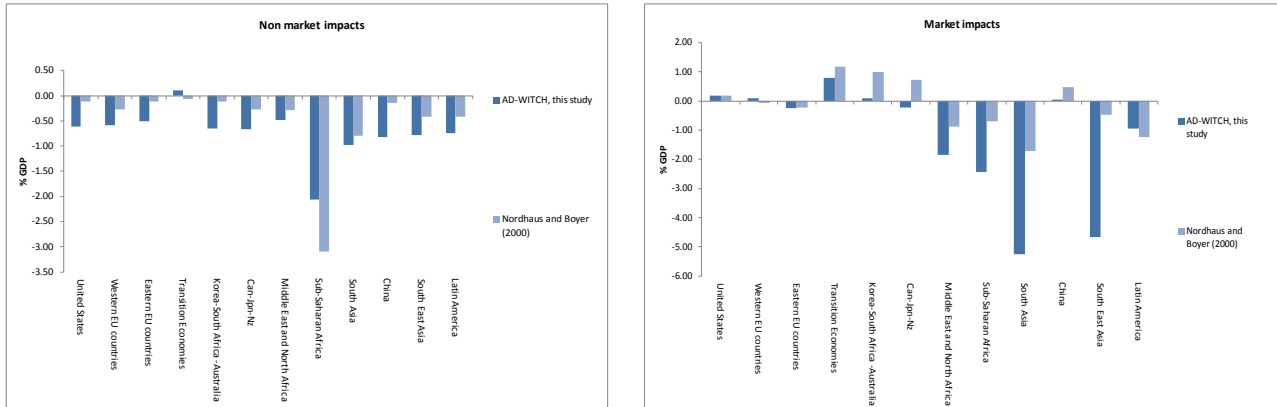 Non market impacts
0.50
0.00
-0.50
-1.00
-1.50
-2.00
-2.50
-3.00
-3.50
% GDP
United States
Western EU countries
Eastern EU countries
Transition Economies
Korea-South Africa -Australia
Can-Jpn-Nz
Middle East and North Africa
Sub-Saharan Africa
South Asia
China
South East Asia
Latin America
AD-WITCH, this study
Nordhaus and Boyer
(2000)
Market impacts
2.00
1.00
0.00
-1.00
-2.00
-3.00
-4.00
-5.00
-6.00
% GDP
United States
Western EU countries
Eastern EU countries
Transition Economies
Korea-South Africa -Australia
Can-Jpn-Nz
Middle East and North Africa
Sub-Saharan Africa
South Asia
China
South East Asia
Latin America
AD-WITCH, this
study
Nordhaus and
Boyer (2000)